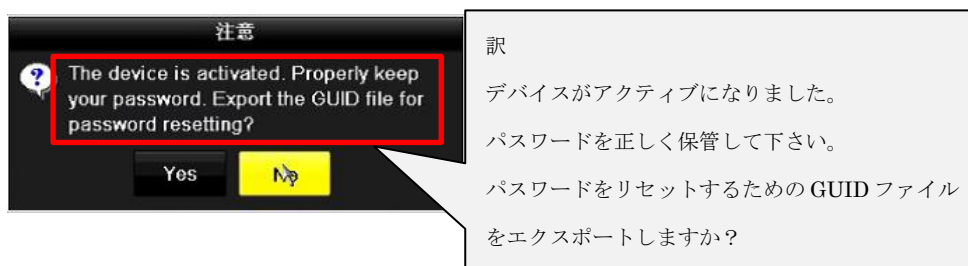 注意
The device is activated. Properly keep
your password. Export the GUID file for
password resetting?
Yes
No
訳
デバイスがアクティブになりました。
パスワードを正しく保管して下さい。
パスワードをリセットするための GUID ファイル
をエクスポートしますか？